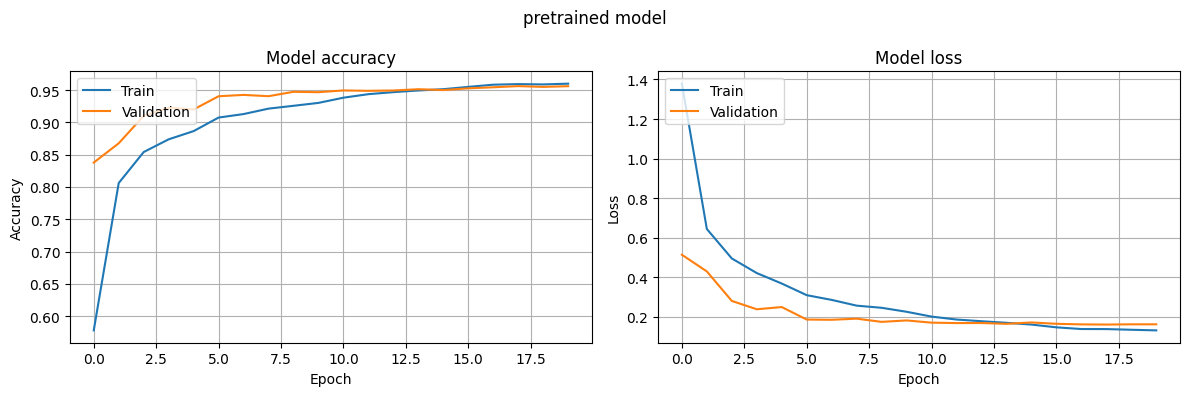 pretrained model
Model accuracy
Train
Validation
0.95
0.90
0.85
0.80
0.75
0.70
0.65
0.60
Accuracy
0.0 2.5 5.0 7.5 10.0 12.5 15.0 17.5
Epoch
Model loss
Train
Validation
1.4
1.2
1.0
0.8
0.6
0.4
0.2
Loss
0.0 2.5 5.0 7.5 10.0 12.5 15.0 17.5
Epoch